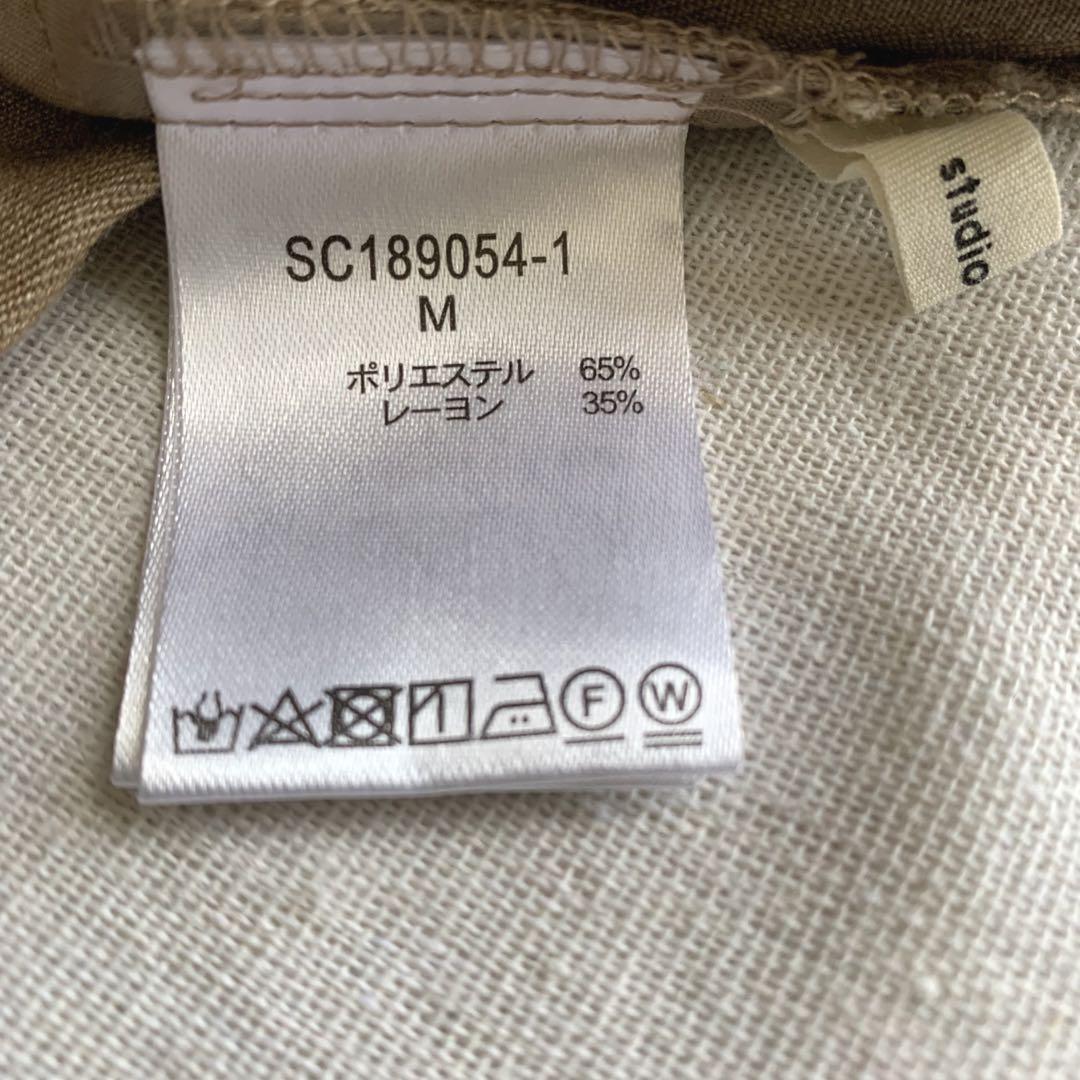 SC189054-1
M
ポリエステル 65%
レーヨン 35%
F
W
studio